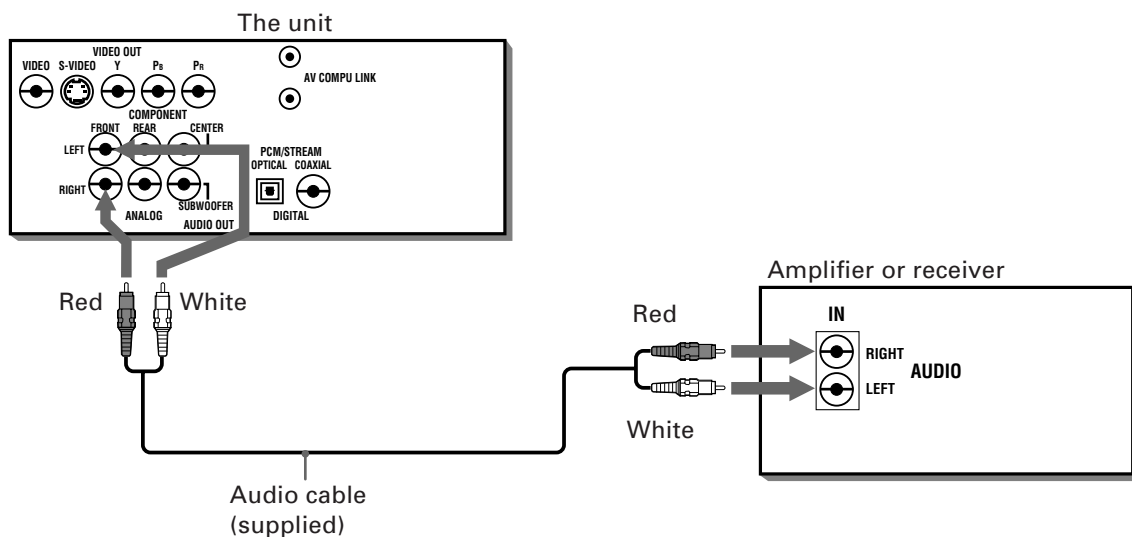 The unit
VIDEO OUT
VIDEO S-VIDEO Y PB PR
AV COMPU LINK
COMPONENT
FRONT REAR CENTER
LEFT
PCM/STREAM
OPTICAL COAXIAL
RIGHT
SUBWOOFER
ANALOG
DIGITAL
AUDIO OUT
Amplifier or receiver
Red White
Red
IN
RIGHT
AUDIO
LEFT
White
Audio cable
(supplied)